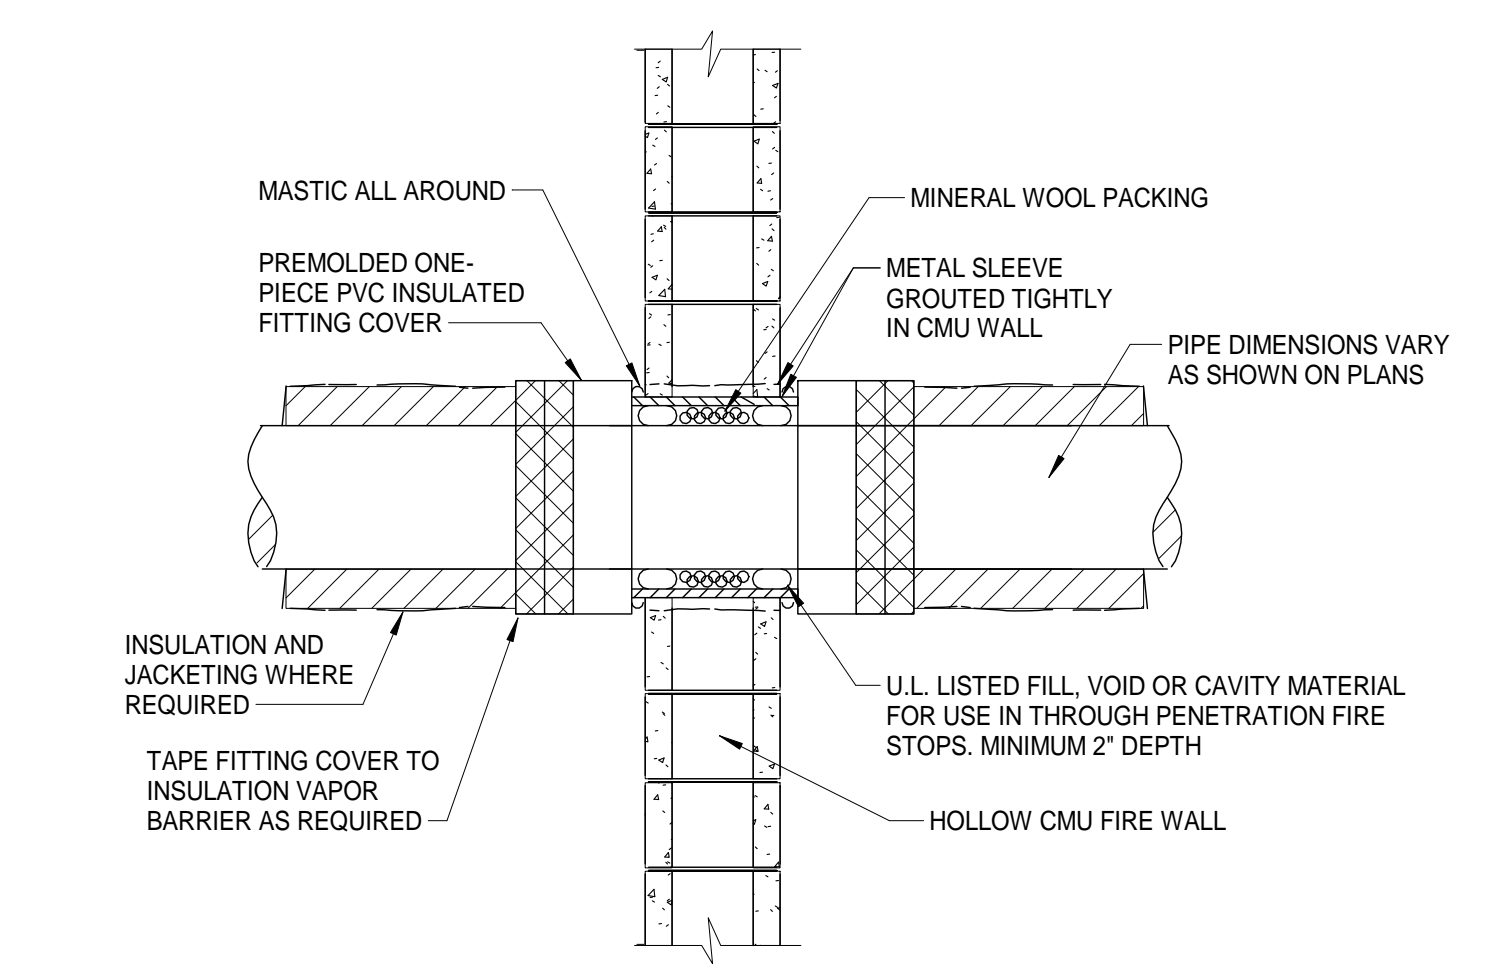 MASTIC ALL AROUND
PREMOLDED ONE-
PIECE PVC INSULATED
FITTING COVER
MINERAL WOOL PACKING
METAL SLEEVE
GROUTED TIGHTLY
IN CMU WALL
PIPE DIMENSIONS VARY
AS SHOWN ON PLANS
INSULATION AND
JACKETING WHERE
REQUIRED
TAPE FITTING COVER TO
INSULATION VAPOR
BARRIER AS REQUIRED
U.L. LISTED FILL, VOID OR CAVITY MATERIAL
FOR USE IN THROUGH PENETRATION FIRE
STOPS. MINIMUM 2" DEPTH
HOLLOW CMU FIRE WALL